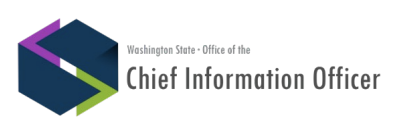 Washington State • Office of the
Chief Information Officer